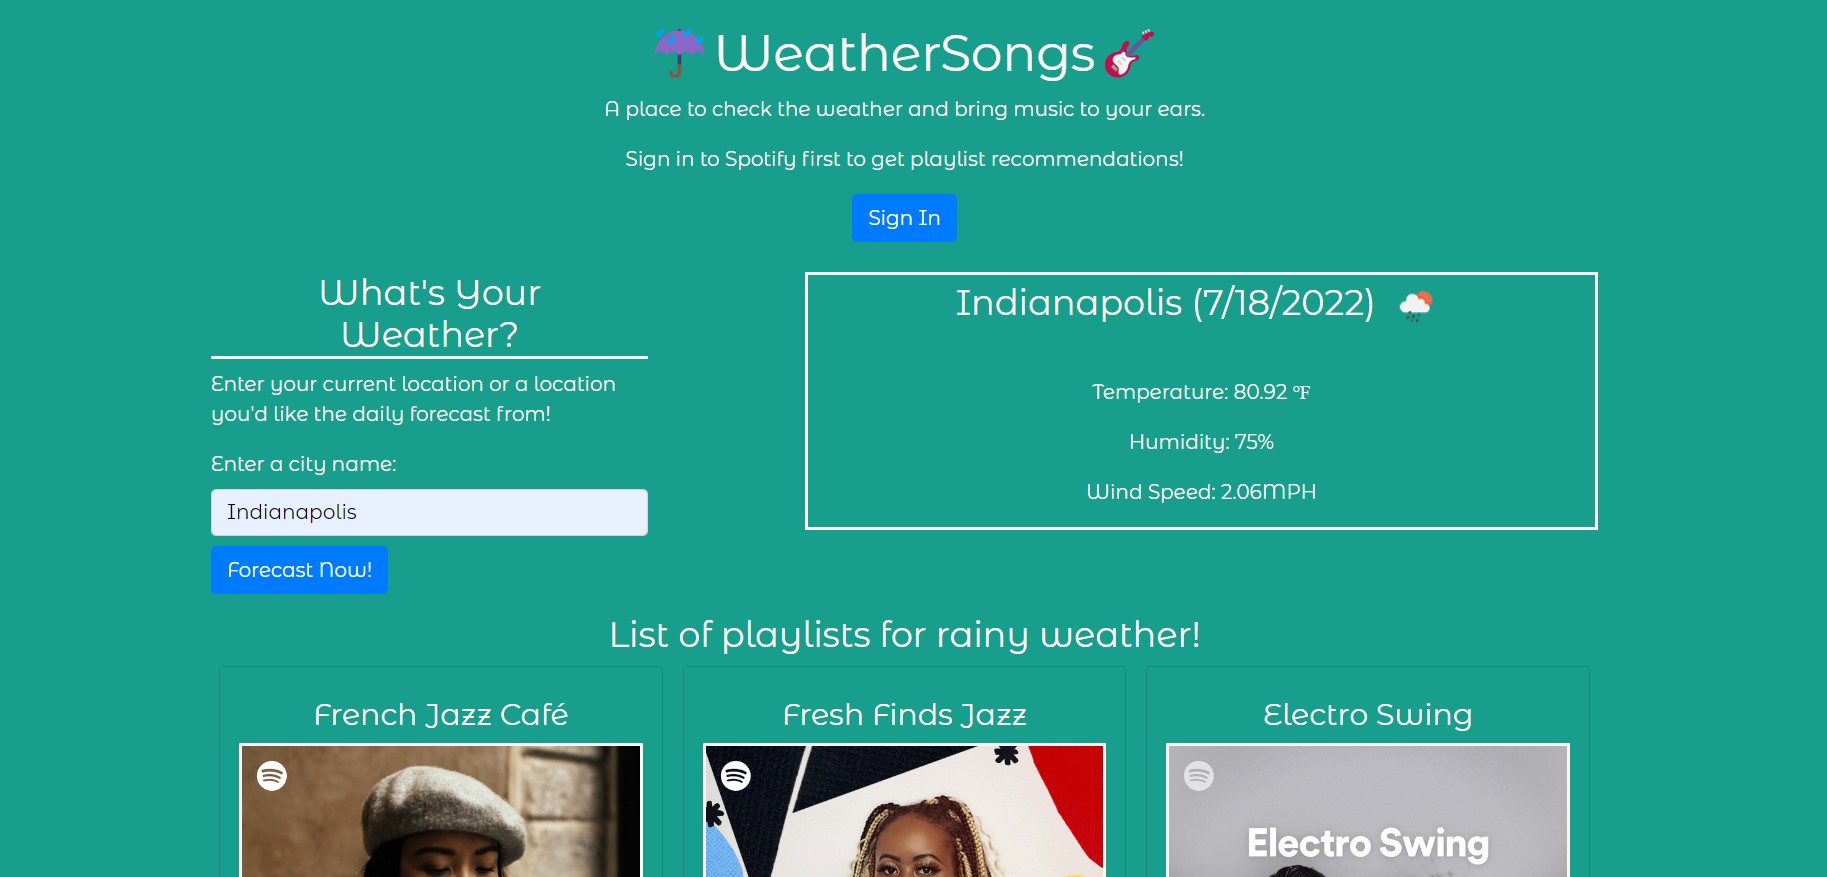 WeatherSongs
A place to check the weather and bring music to your ears.
Sign in to Spotify first to get playlist recommendations!
Sign In
What's Your
Weather?
Enter your current location or a location
you'd like the daily forecast from!
Enter a city name:
Indianapolis
Forecast Now!
Indianapolis (7/18/2022)
Temperature: 80.92 °F
Humidity: 75%
Wind Speed: 2.06MPH
List of playlists for rainy weather!
French Jazz Café
Fresh Finds Jazz
Electro Swing
Electro Swing